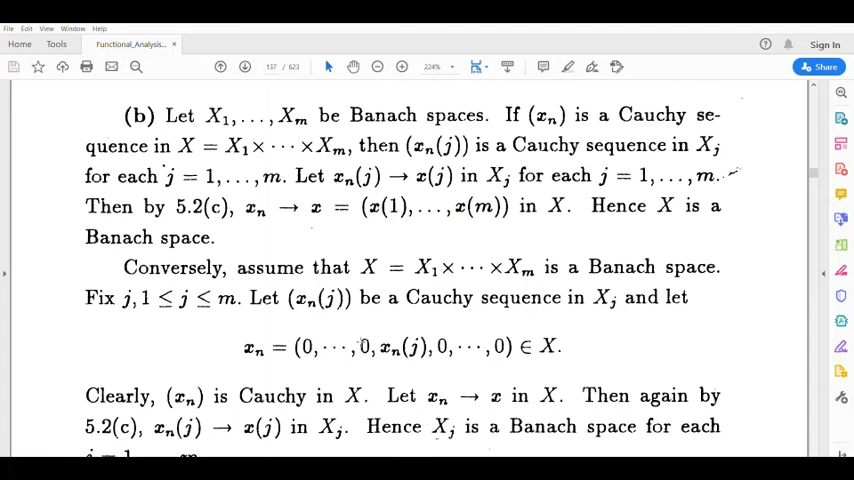 File Edit View Window Help
Home Tools Functional_Analysis... × Sign In
137 / 623 224% Share
(b) Let X₁, . . . , Xₘ be Banach spaces. If (xₙ) is a Cauchy se-
quence in X = X₁ × · · · × Xₘ, then (xₙ(j)) is a Cauchy sequence in Xⱼ
for each j = 1, . . . , m. Let xₙ(j) → x(j) in Xⱼ for each j = 1, . . . , m.
Then by 5.2(c), xₙ → x = (x(1), . . . , x(m)) in X. Hence X is a
Banach space.
Conversely, assume that X = X₁ × · · · × Xₘ is a Banach space.
Fix j, 1 ≤ j ≤ m. Let (xₙ(j)) be a Cauchy sequence in Xⱼ and let
xₙ = (0, · · · , 0, xₙ(j), 0, · · · , 0) ∈ X.
Clearly, (xₙ) is Cauchy in X. Let xₙ → x in X. Then again by
5.2(c), xₙ(j) → x(j) in Xⱼ. Hence Xⱼ is a Banach space for each